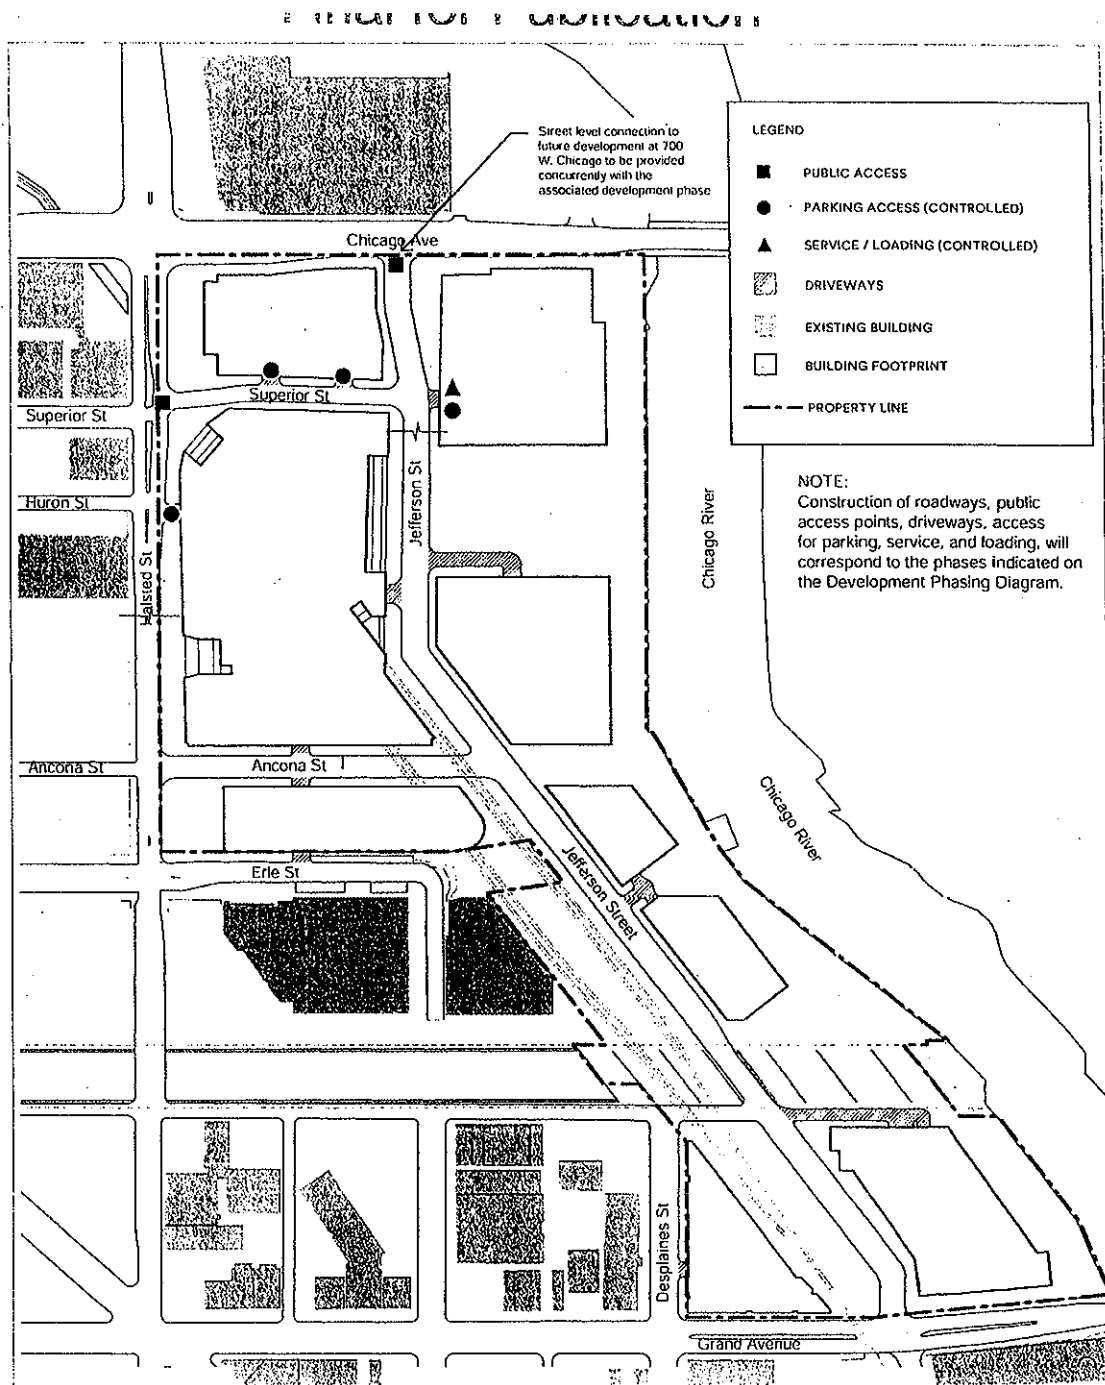 Final for Publication
Street level connection to
future development at 700
W. Chicago to be provided
concurrently with the
associated development phase
LEGEND
PUBLIC ACCESS
PARKING ACCESS (CONTROLLED)
SERVICE / LOADING (CONTROLLED)
DRIVEWAYS
EXISTING BUILDING
BUILDING FOOTPRINT
PROPERTY LINE
Chicago Ave
Superior St
Superior St
Huron St
Halsted St
Jefferson St
Chicago River
NOTE:
Construction of roadways, public
access points, driveways, access
for parking, service, and loading, will
correspond to the phases indicated on
the Development Phasing Diagram.
Ancona St
Ancona St
Chicago River
Erie St
Jefferson Street
Desplaines St
Grand Avenue